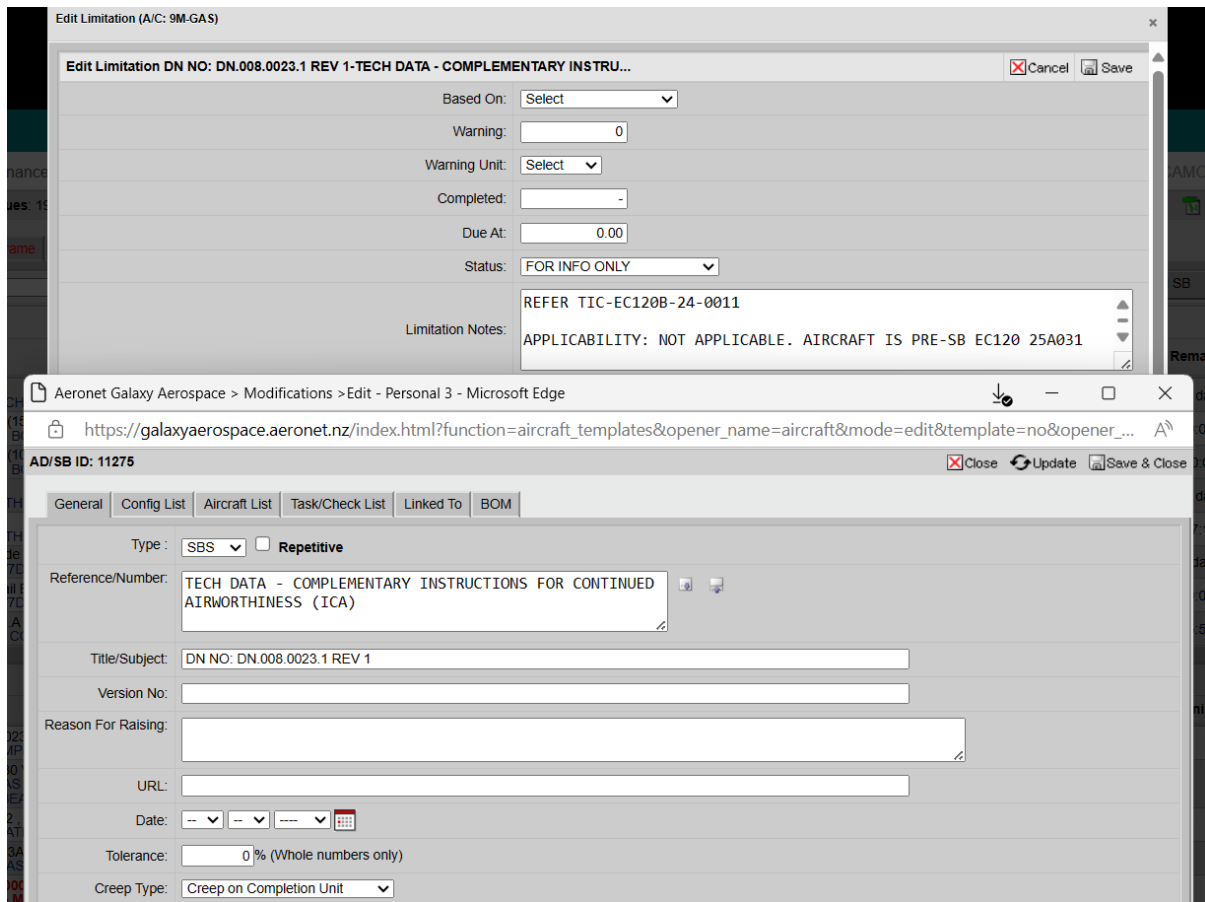 Edit Limitation (A/C: 9M-GAS)
×
Edit Limitation DN NO: DN.008.0023.1 REV 1-TECH DATA - COMPLEMENTARY INSTRU...
Cancel Save
Based On: Select
Warning: 0
Warning Unit: Select
Completed: -
Due At: 0.00
Status: FOR INFO ONLY
Limitation Notes:
REFER TIC-EC120B-24-0011
APPLICABILITY: NOT APPLICABLE. AIRCRAFT IS PRE-SB EC120 25A031
SB
Aeronet Galaxy Aerospace > Modifications >Edit - Personal 3 - Microsoft Edge
https://galaxyaerospace.aeronet.nz/index.html?function=aircraft_templates&opener_name=aircraft&mode=edit&template=no&opener_...
AD/SB ID: 11275
Close Update Save & Close
General Config List Aircraft List Task/Check List Linked To BOM
Type : SBS Repetitive
Reference/Number: TECH DATA - COMPLEMENTARY INSTRUCTIONS FOR CONTINUED
AIRWORTHINESS (ICA)
Title/Subject: DN NO: DN.008.0023.1 REV 1
Version No:
Reason For Raising:
URL:
Date: -- -- ----
Tolerance: 0 % (Whole numbers only)
Creep Type: Creep on Completion Unit